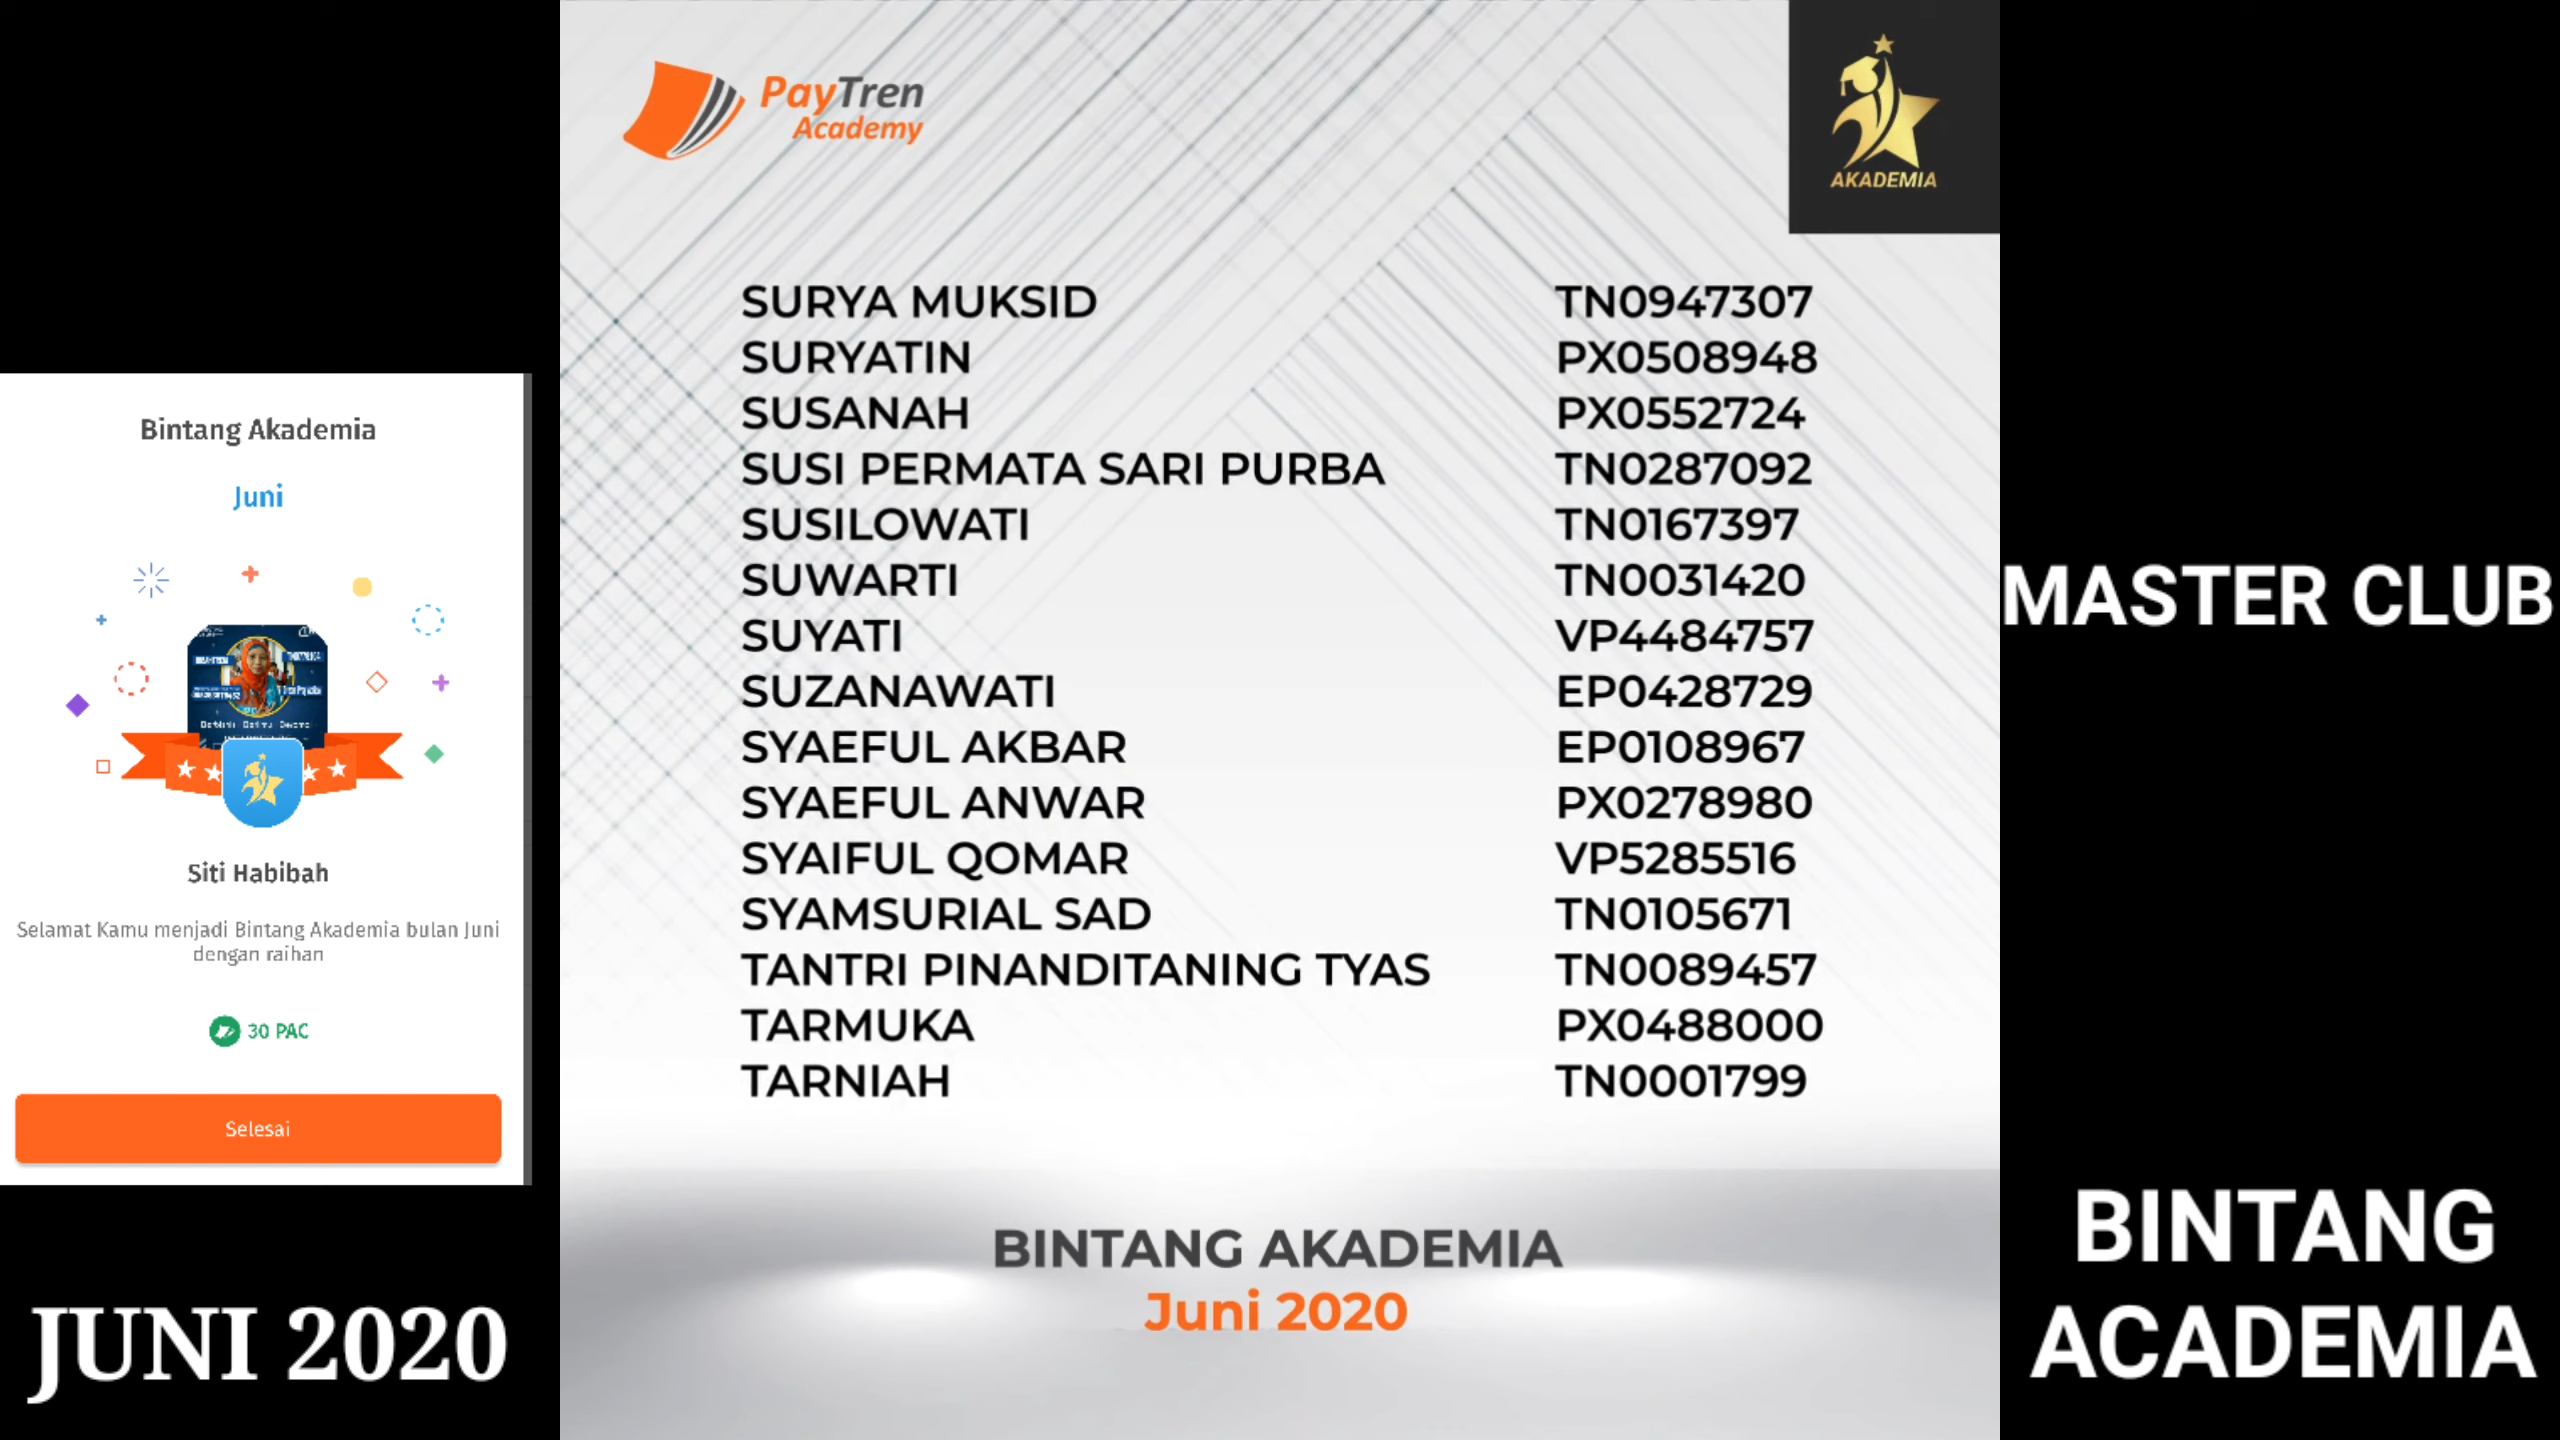 Bintang Akademia
Juni
Siti Habibah
Selamat Kamu menjadi Bintang Akademia bulan Juni
dengan raihan
30 PAC
Selesai
JUNI 2020
PayTren
Academy
AKADEMIA
SURYA MUKSID TN0947307
SURYATIN PX0508948
SUSANAH PX0552724
SUSI PERMATA SARI PURBA TN0287092
SUSILOWATI TN0167397
SUWARTI TN0031420
SUYATI VP4484757
SUZANAWATI EP0428729
SYAEFUL AKBAR EP0108967
SYAEFUL ANWAR PX0278980
SYAIFUL QOMAR VP5285516
SYAMSURIAL SAD TN0105671
TANTRI PINANDITANING TYAS TN0089457
TARMUKA PX0488000
TARNIAH TN0001799
BINTANG AKADEMIA
Juni 2020
MASTER CLUB
BINTANG
ACADEMIA